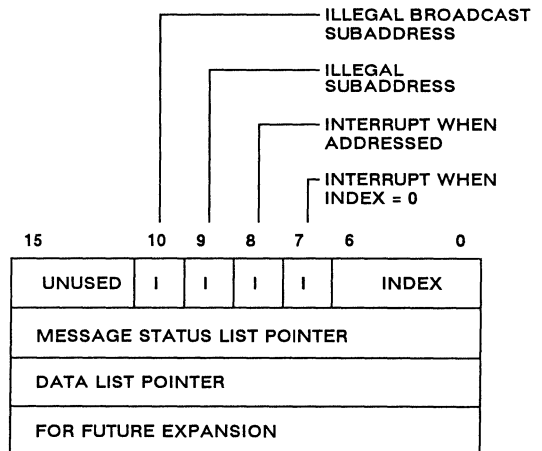 ILLEGAL BROADCAST
SUBADDRESS
ILLEGAL
SUBADDRESS
INTERRUPT WHEN
ADDRESSED
INTERRUPT WHEN
INDEX = 0
15 10 9 8 7 6 0
UNUSED I I I I INDEX
MESSAGE STATUS LIST POINTER
DATA LIST POINTER
FOR FUTURE EXPANSION